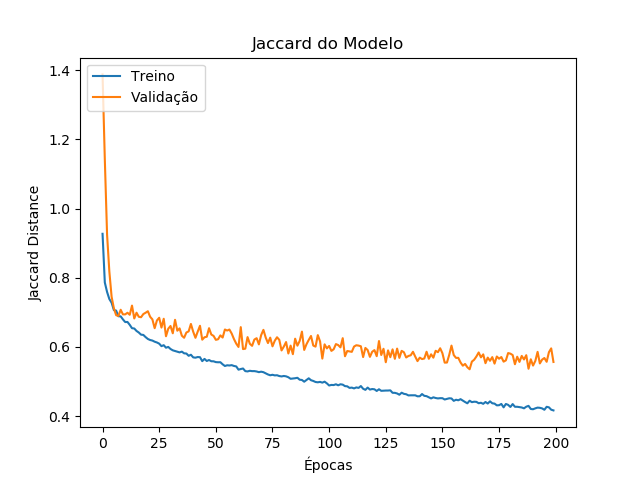 Jaccard do Modelo
Treino
Validação
Jaccard Distance
1.4
1.2
1.0
0.8
0.6
0.4
0 25 50 75 100 125 150 175 200
Épocas